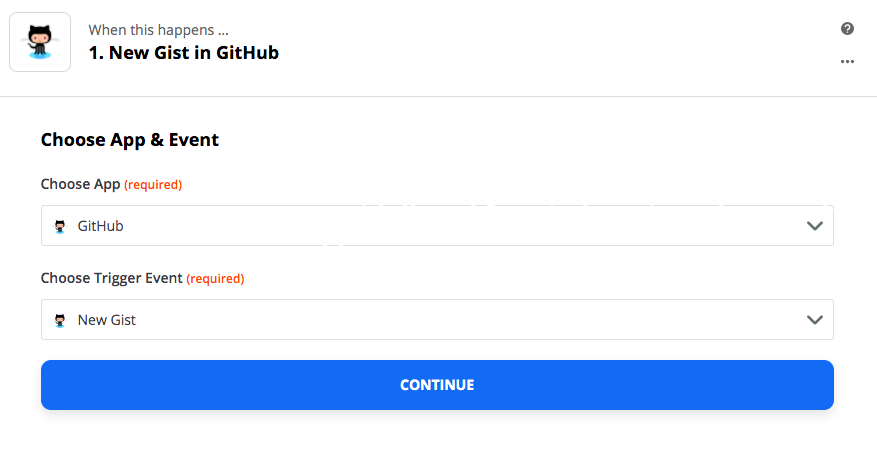 When this happens ...
1. New Gist in GitHub
Choose App & Event
Choose App (required)
GitHub
Choose Trigger Event (required)
New Gist
CONTINUE